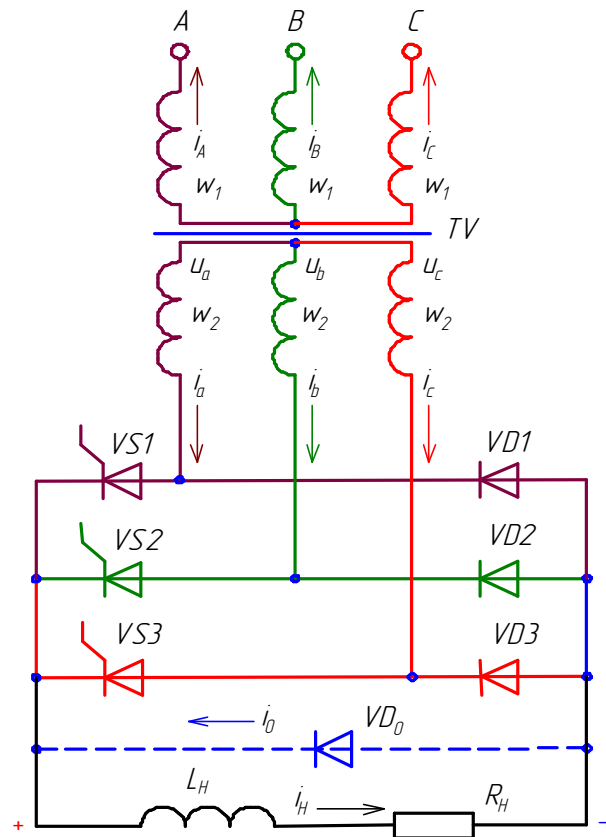 A B C
i_A i_B i_C
w_1 w_1 w_1
TV
u_a u_b u_c
w_2 w_2 w_2
i_a i_b i_c
VS1 VD1
VS2 VD2
VS3 VD3
i_0 VD_0
L_H i_H R_H
+ −